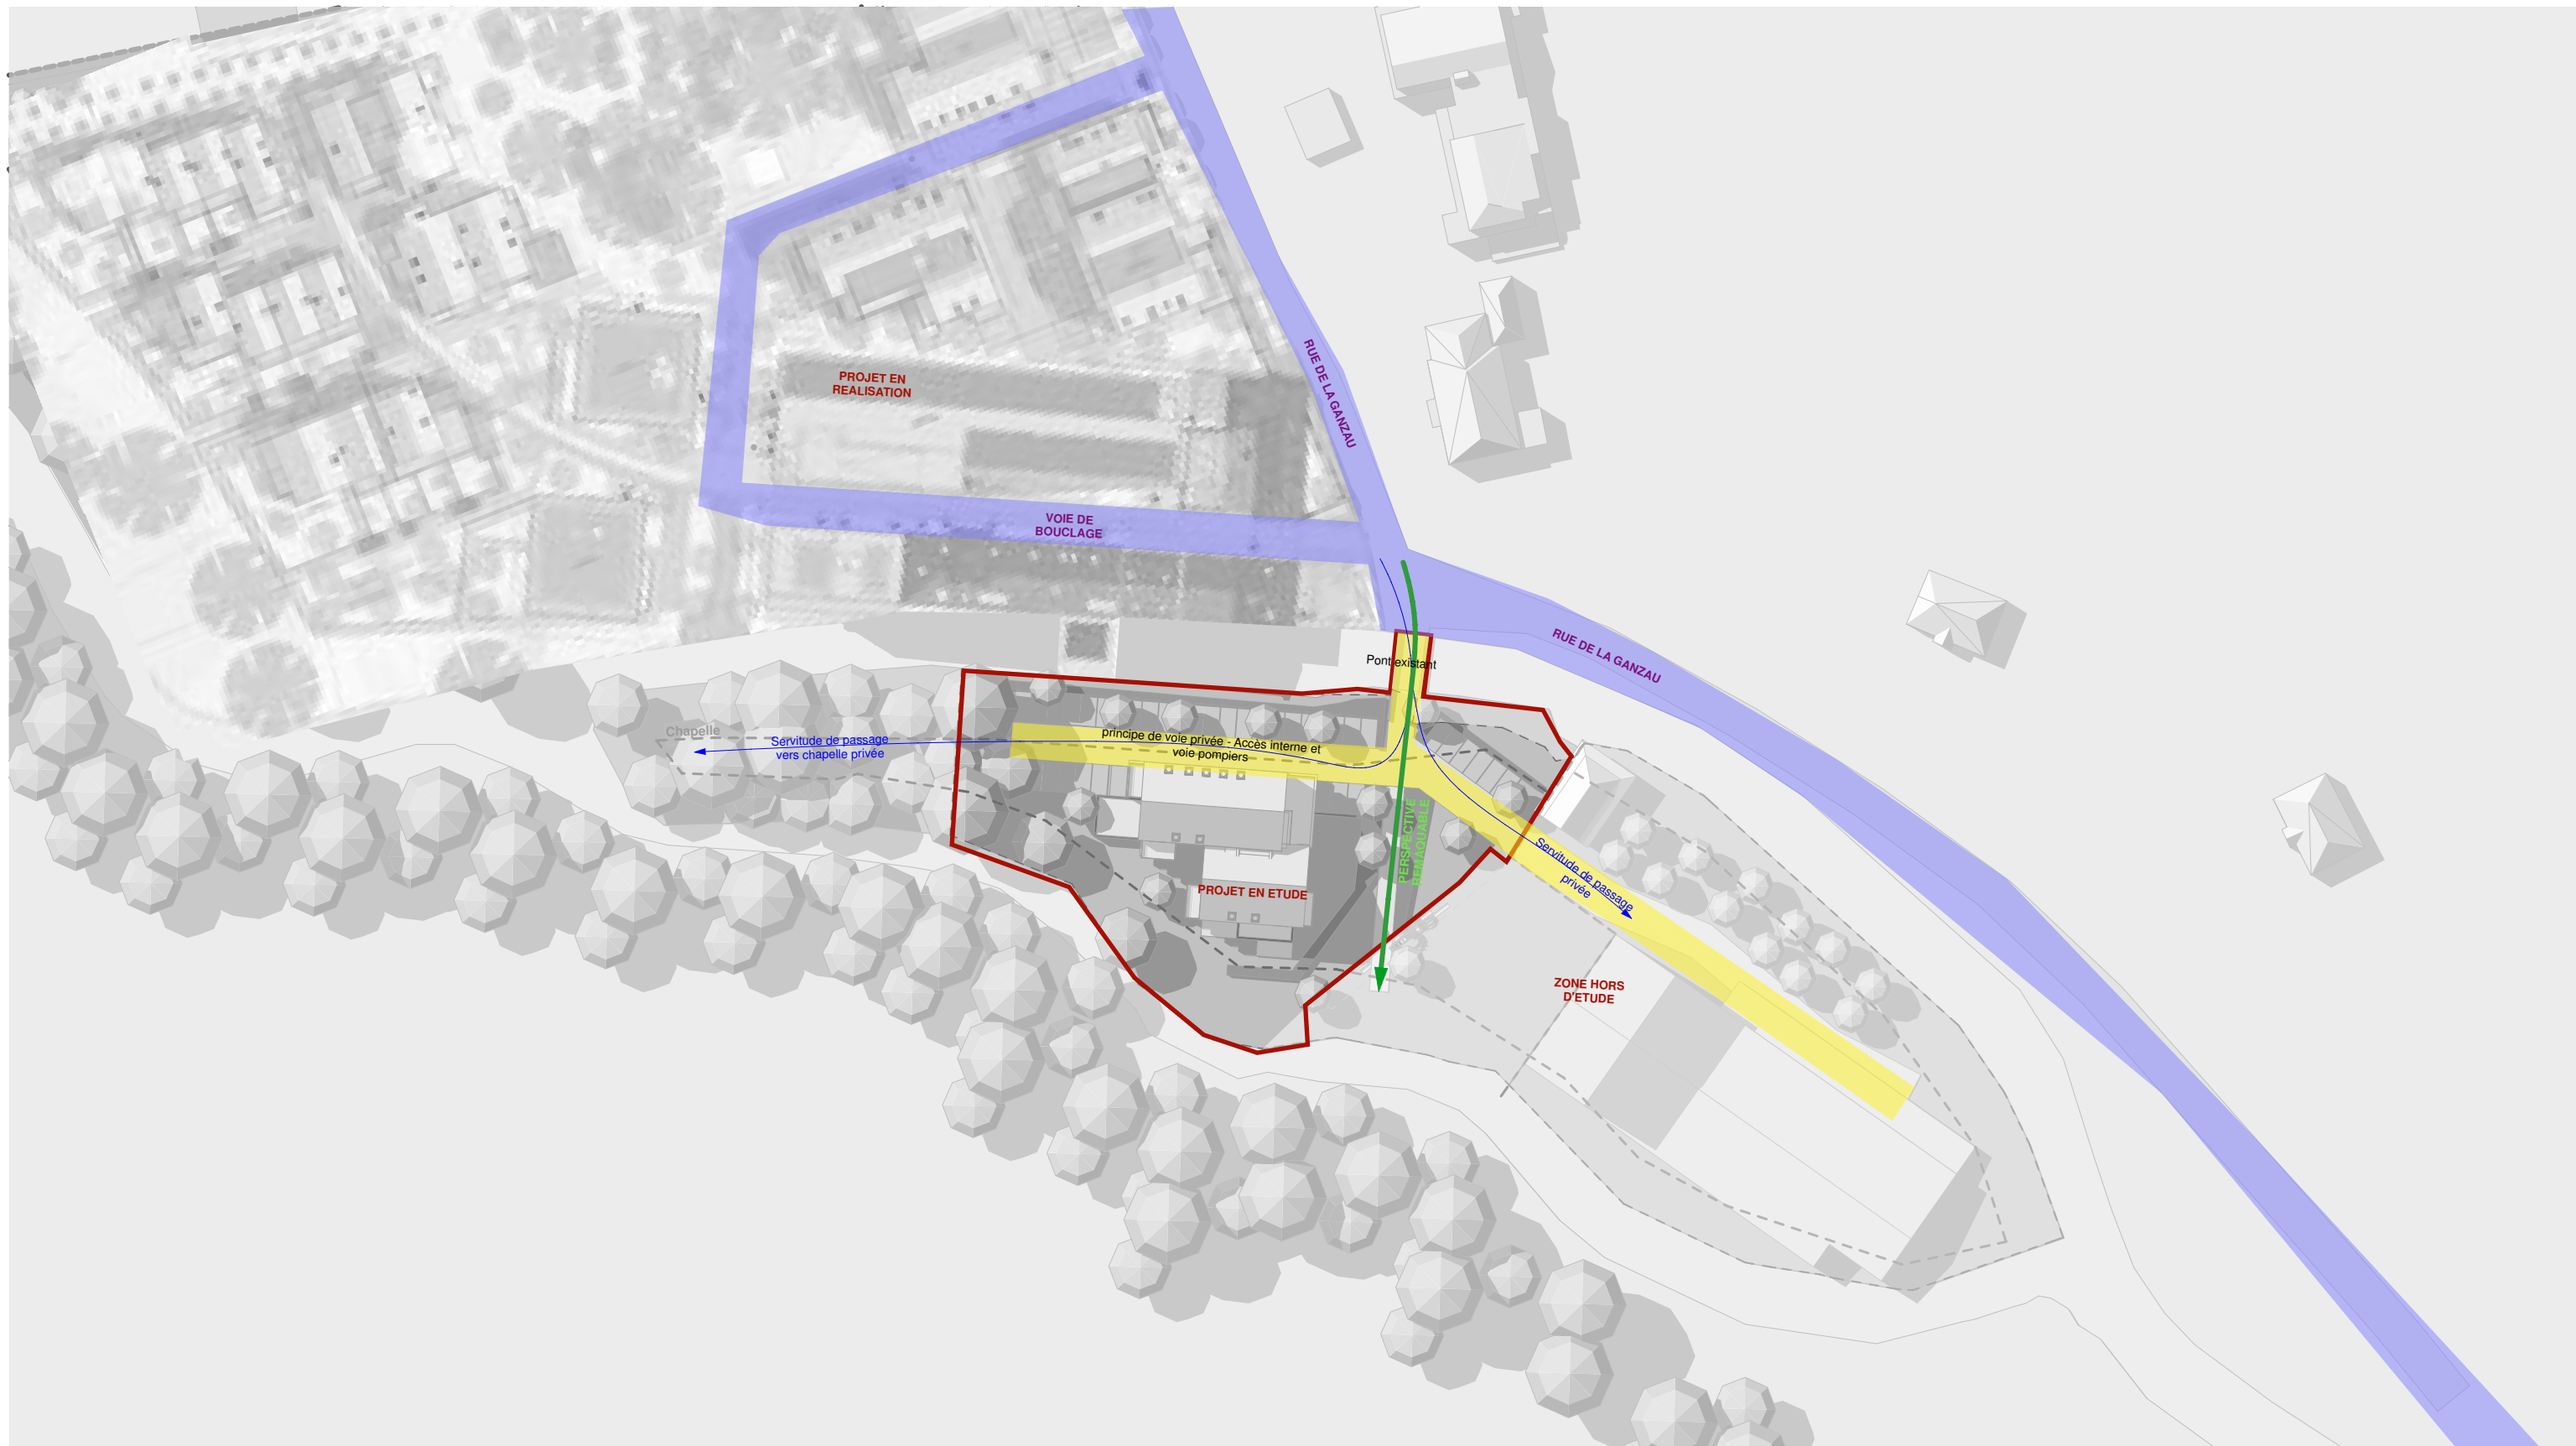 RUE DE LA GANZAU
PROJET EN
REALISATION
VOIE DE
BOUCLAGE
RUE DE LA GANZAU
Pont existant
Chapelle
Servitude de passage
vers chapelle privée
principe de voie privée - Accès interne et
voie pompiers
PERSPECTIVE
REMAQUABLE
Servitude de passage
privée
PROJET EN ETUDE
ZONE HORS
D'ETUDE